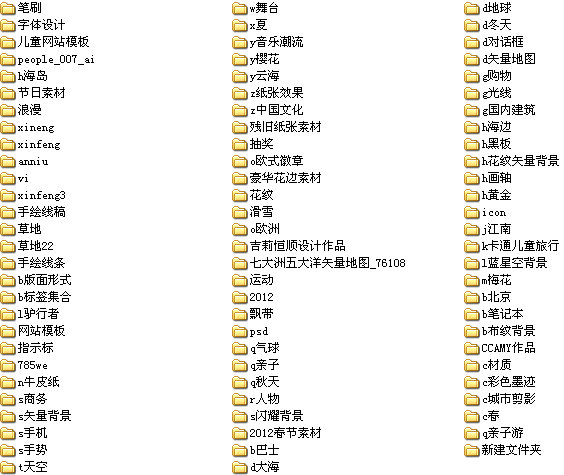 笔刷
字体设计
儿童网站模板
people_007_ai
h海岛
节日素材
浪漫
xineng
xinfeng
anniu
vi
xinfeng3
手绘线稿
草地
草地22
手绘线条
b版面形式
b标签集合
l驴行者
网站模板
指示标
785we
n牛皮纸
s商务
s矢量背景
s手机
s手势
t天空
w舞台
x夏
y音乐潮流
y樱花
y云海
z纸张效果
z中国文化
残旧纸张素材
抽奖
o欧式徽章
豪华花边素材
花纹
滑雪
o欧洲
吉莉恒顺设计作品
七大洲五大洋矢量地图_76108
运动
2012
飘带
psd
q气球
q亲子
q秋天
r人物
s闪耀背景
2012春节素材
b巴士
d大海
d地球
d冬天
d对话框
d矢量地图
g购物
g光线
g国内建筑
h海边
h黑板
h花纹矢量背景
h画轴
h黄金
icon
j江南
k卡通儿童旅行
l蓝星空背景
m梅花
b北京
b笔记本
b布纹背景
CCAMY作品
c材质
c彩色墨迹
c城市剪影
c春
q亲子游
新建文件夹